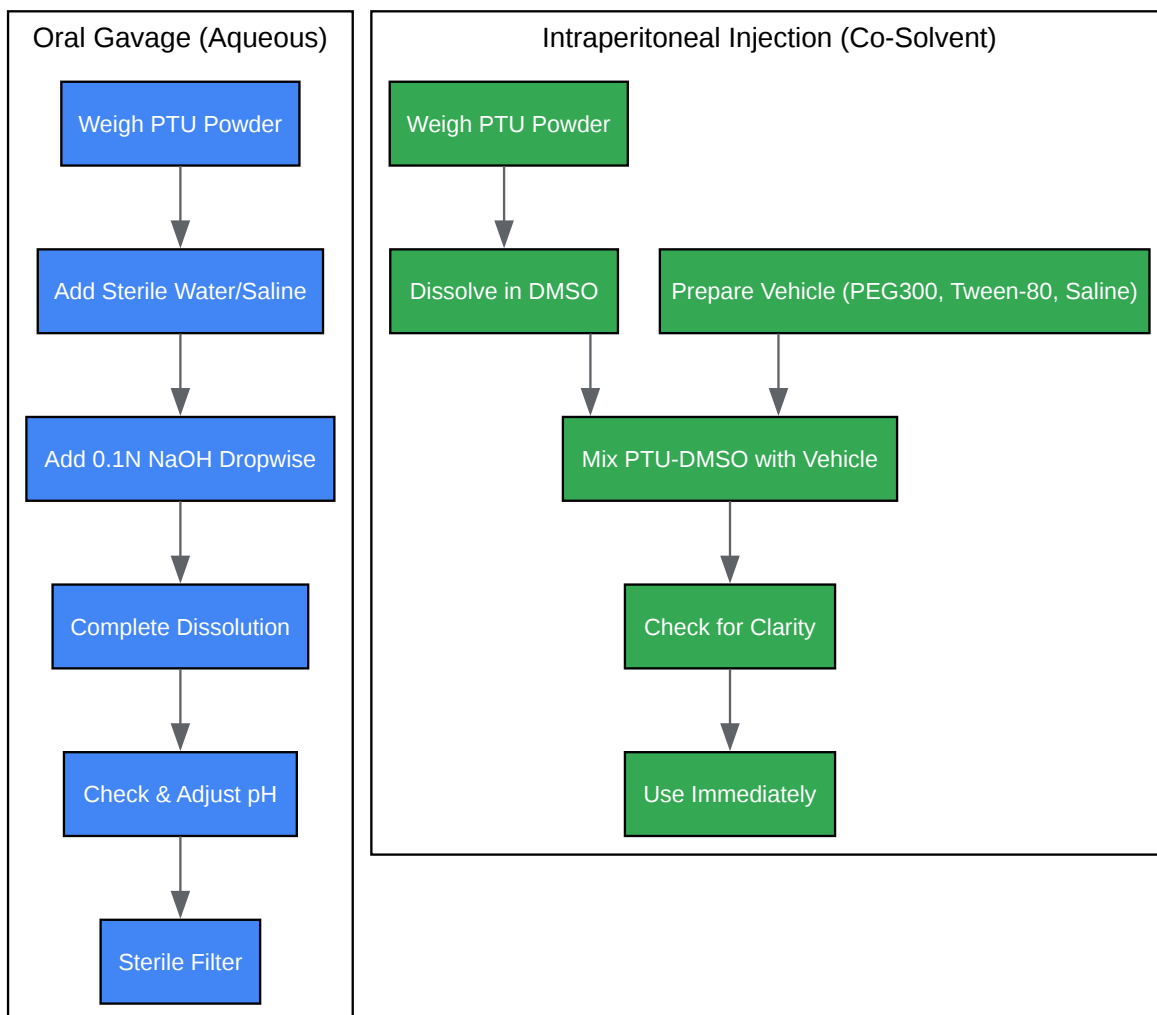 Oral Gavage (Aqueous)
Weigh PTU Powder
Add Sterile Water/Saline
Add 0.1N NaOH Dropwise
Complete Dissolution
Check & Adjust pH
Sterile Filter
Intraperitoneal Injection (Co-Solvent)
Weigh PTU Powder
Dissolve in DMSO
Prepare Vehicle (PEG300, Tween-80, Saline)
Mix PTU-DMSO with Vehicle
Check for Clarity
Use Immediately